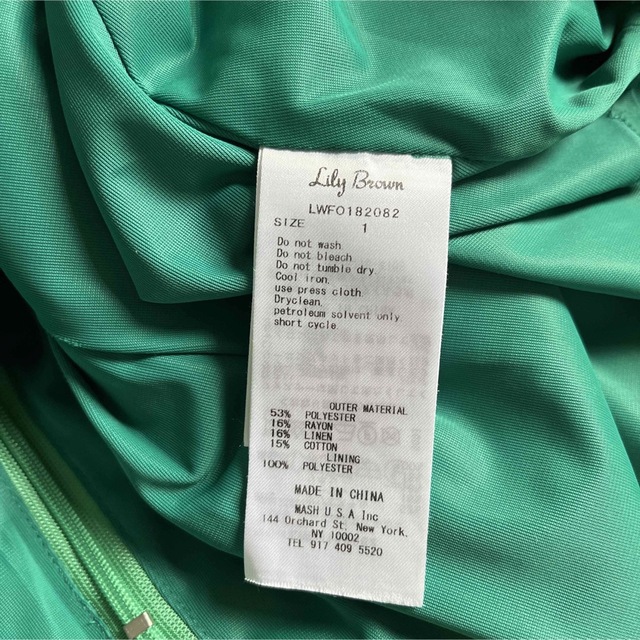 Lily Brown
LWFO182082
SIZE 1
Do not wash.
Do not bleach.
Do not tumble dry.
Cool iron.
use press cloth.
Dryclean.
petroleum solvent only.
short cycle.
OUTER MATERIAL
53% POLYESTER
16% RAYON
16% LINEN
15% COTTON
LINING
100% POLYESTER
MADE IN CHINA
MASH U.S.A Inc
144 Orchard St, New York,
NY 10002
TEL 917 409 5520